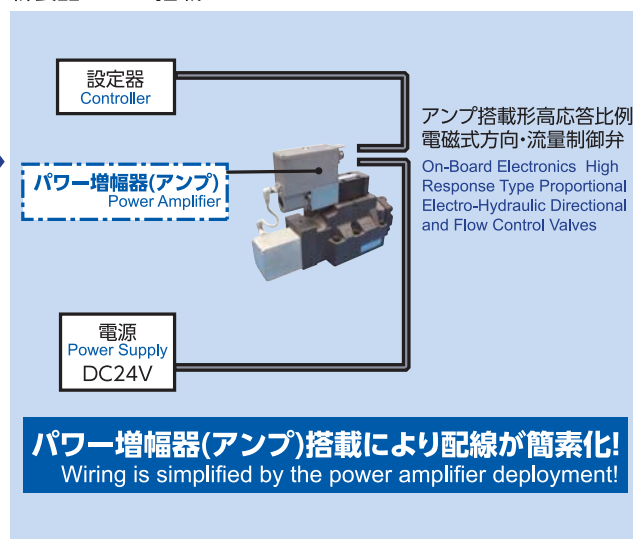 設定器
Controller
アンプ搭載形高応答比例
電磁式方向・流量制御弁
On-Board Electronics High
Response Type Proportional
Electro-Hydraulic Directional
and Flow Control Valves
パワー増幅器(アンプ)
Power Amplifier
電源
Power Supply
DC24V
パワー増幅器(アンプ)搭載により配線が簡素化!
Wiring is simplified by the power amplifier deployment!